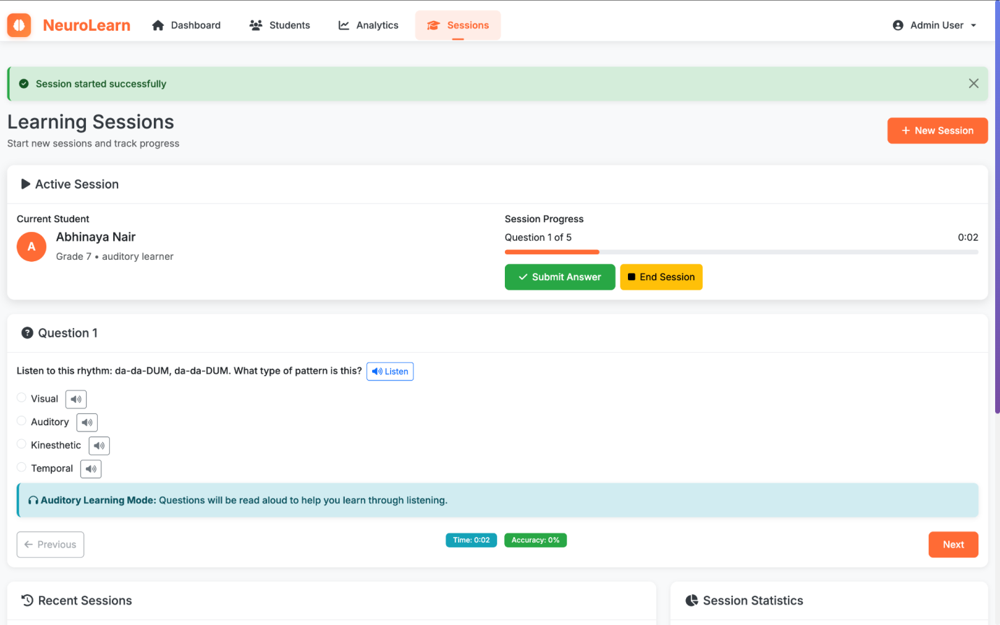 NeuroLearn Dashboard Students Analytics Sessions Admin User
Session started successfully
Learning Sessions
Start new sessions and track progress
+ New Session
Active Session
Current Student
A
Abhinaya Nair
Grade 7 • auditory learner
Session Progress
Question 1 of 5 0:02
Submit Answer End Session
? Question 1
Listen to this rhythm: da-da-DUM, da-da-DUM. What type of pattern is this? Listen
Visual
Auditory
Kinesthetic
Temporal
Auditory Learning Mode: Questions will be read aloud to help you learn through listening.
← Previous Time: 0:02 Accuracy: 0% Next
Recent Sessions
Session Statistics